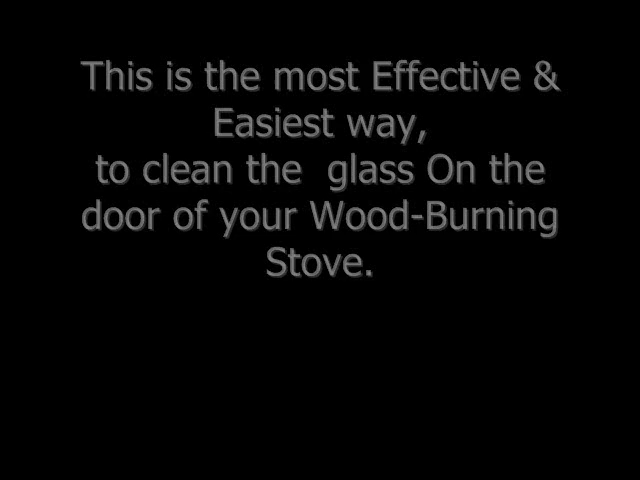 This is the most Effective &
Easiest way,
to clean the  glass On the
door of your Wood-Burning
Stove.